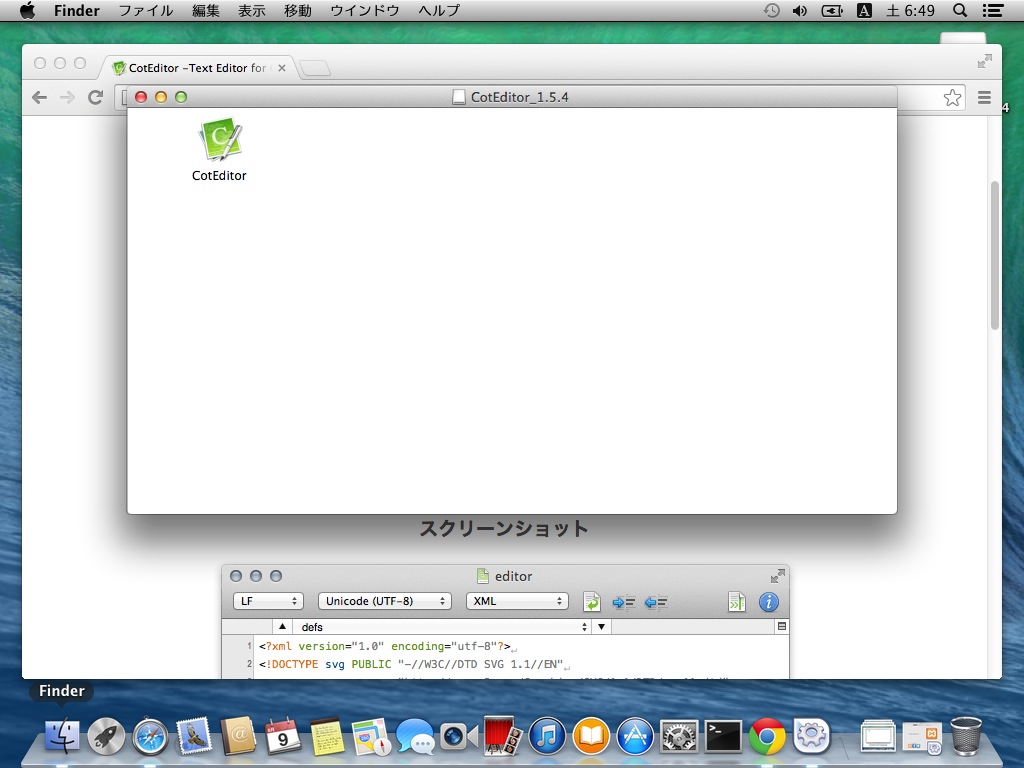 Finder ファイル 編集 表示 移動 ウインドウ ヘルプ A 土 6:49
CotEditor –Text Editor for
CotEditor_1.5.4
4
CotEditor
スクリーンショット
editor
LF Unicode (UTF-8) XML
defs
1 <?xml version="1.0" encoding="utf-8"?>
2 <!DOCTYPE svg PUBLIC "-//W3C//DTD SVG 1.1//EN"
Finder
9